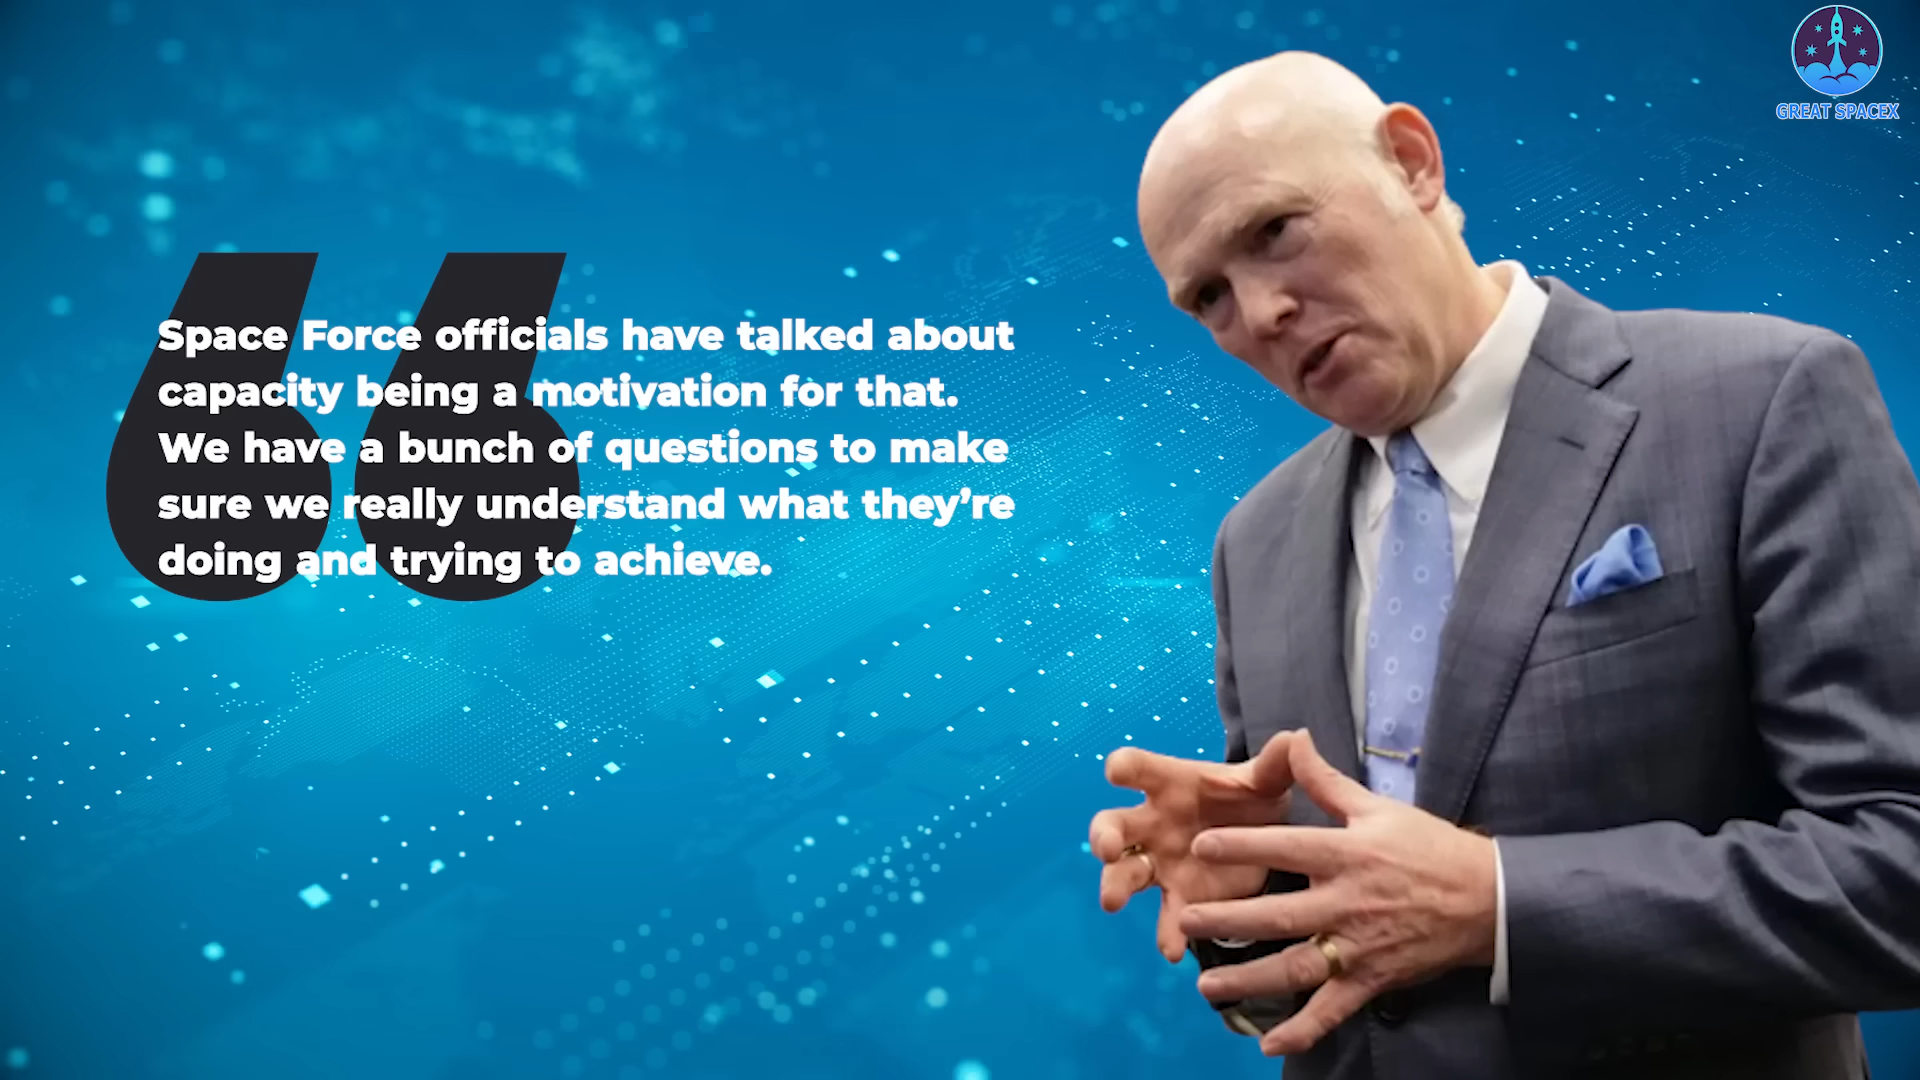 GREAT SPACEX
Space Force officials have talked about
capacity being a motivation for that.
We have a bunch of questions to make
sure we really understand what they’re
doing and trying to achieve.